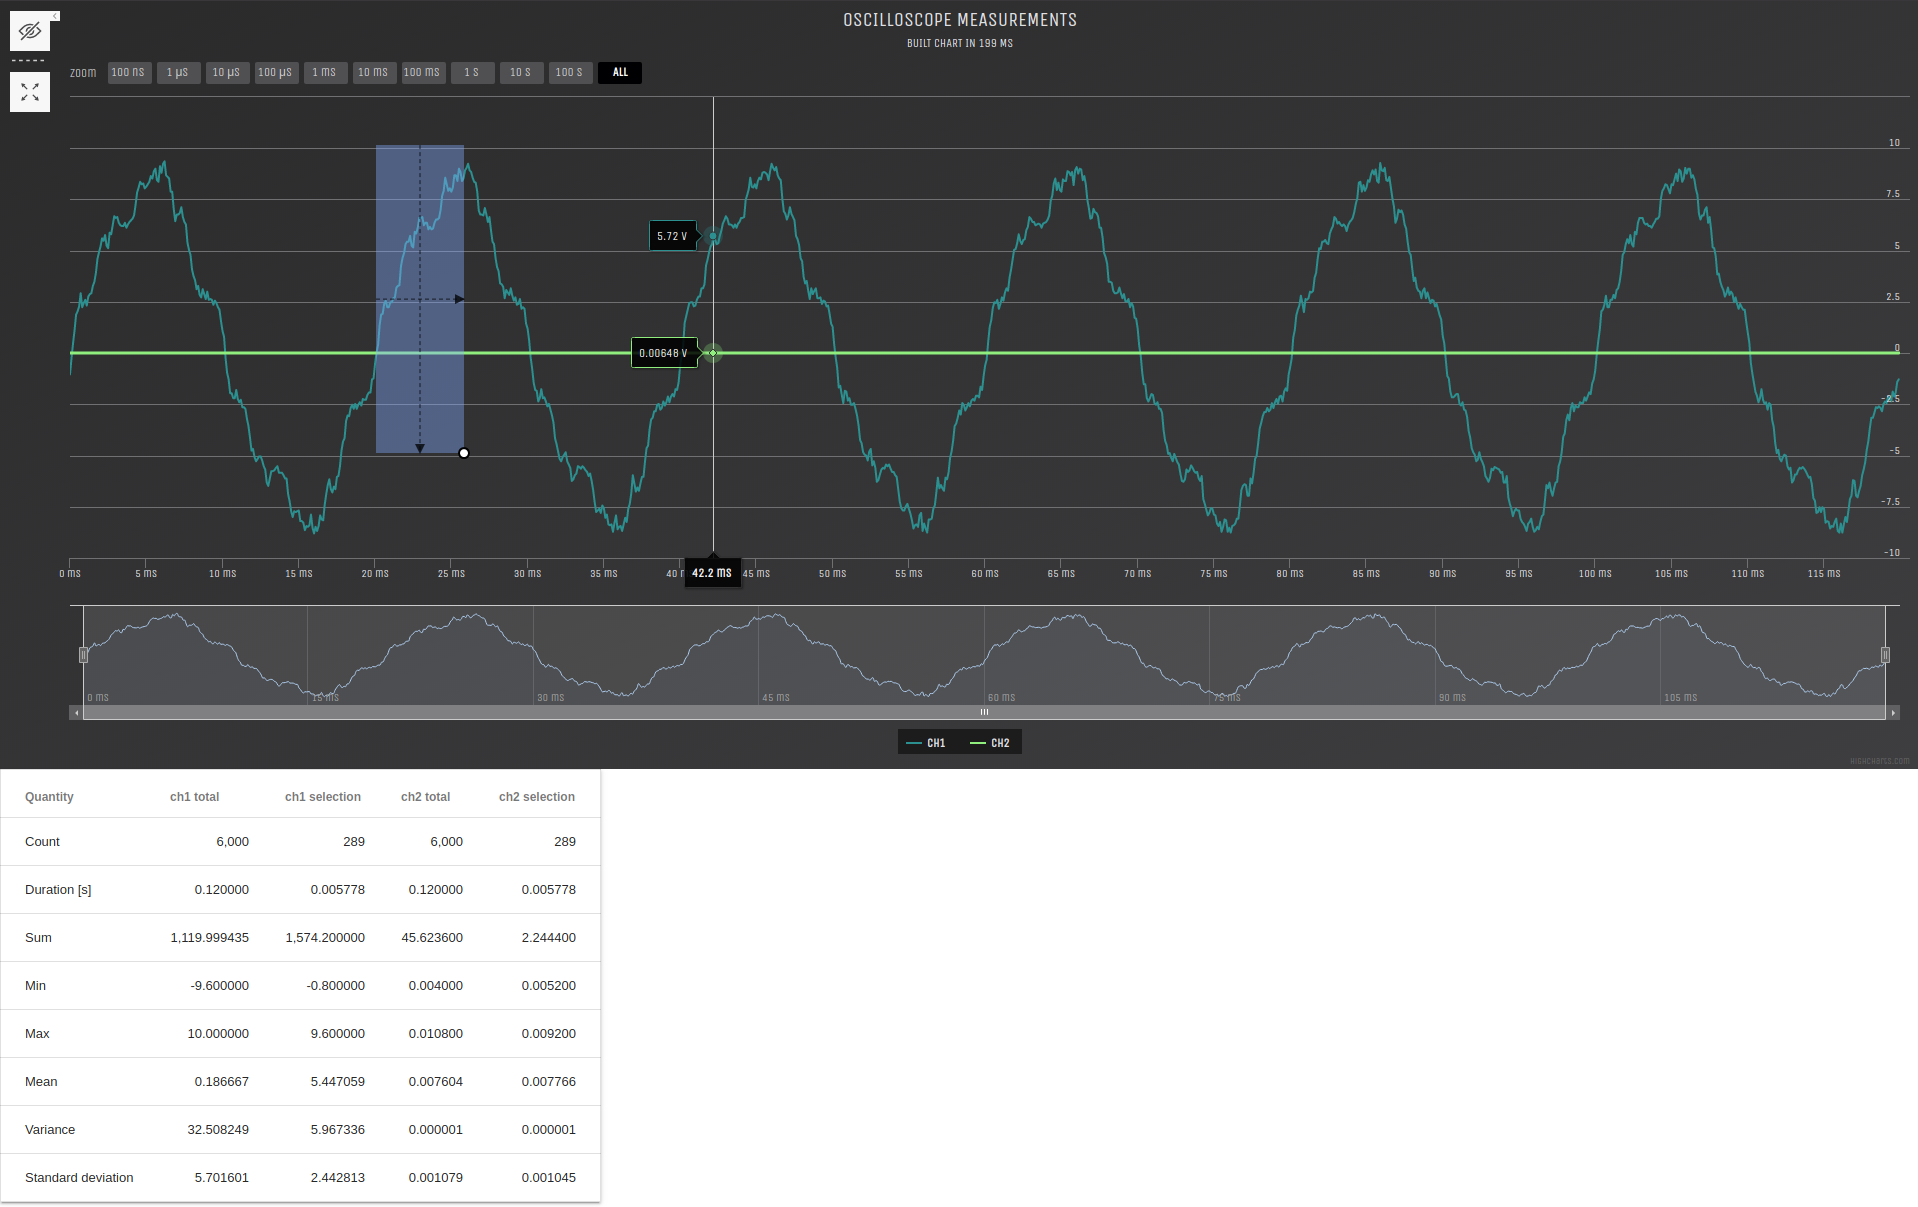 OSCILLOSCOPE MEASUREMENTS
BUILT CHART IN 199 MS
ZOOM 100 NS 1 µS 10 µS 100 µS 1 MS 10 MS 100 MS 1 S 10 S 100 S ALL
10
7.5
5
5.72 V
2.5
0.00648 V
0
-2.5
-5
-7.5
-10
0 MS 5 MS 10 MS 15 MS 20 MS 25 MS 30 MS 35 MS 42.2 MS 45 MS 50 MS 55 MS 60 MS 65 MS 70 MS 75 MS 80 MS 85 MS 90 MS 95 MS 100 MS 105 MS 110 MS 115 MS
0 MS 15 MS 30 MS 45 MS 60 MS 75 MS 90 MS 105 MS
CH1 CH2
HIGHCHARTS.COM
Quantity ch1 total ch1 selection ch2 total ch2 selection
Count 6,000 289 6,000 289
Duration [s] 0.120000 0.005778 0.120000 0.005778
Sum 1,119.999435 1,574.200000 45.623600 2.244400
Min -9.600000 -0.800000 0.004000 0.005200
Max 10.000000 9.600000 0.010800 0.009200
Mean 0.186667 5.447059 0.007604 0.007766
Variance 32.508249 5.967336 0.000001 0.000001
Standard deviation 5.701601 2.442813 0.001079 0.001045